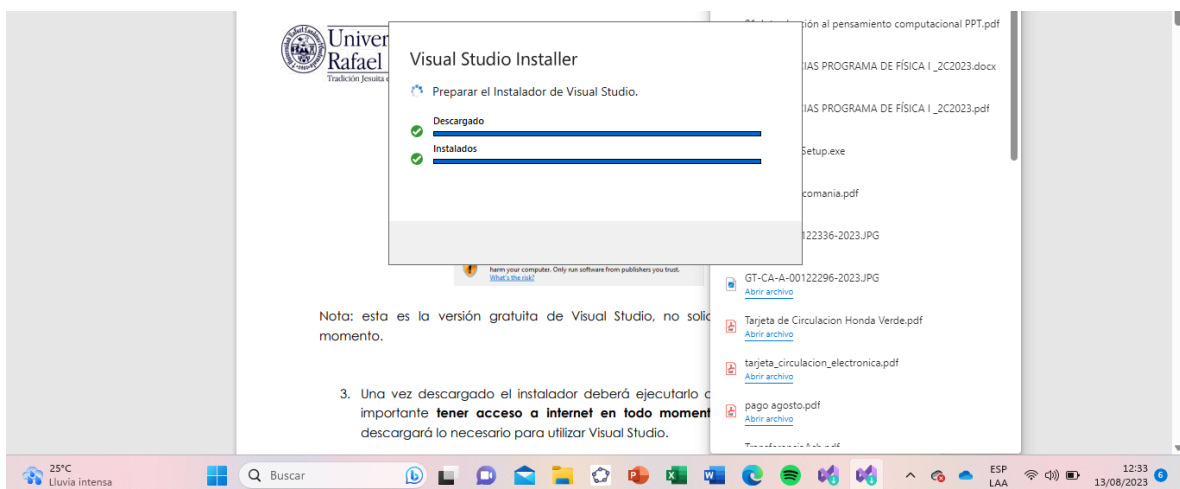 Univer
Rafael
Tradición Jesuita
Visual Studio Installer
Preparar el Instalador de Visual Studio.
Descargado
Instalados
harm your computer. Only run software from publishers you trust.
What's the risk?
Nota: esta es la versión gratuita de Visual Studio, no
momento.
3. Una vez descargado el instalador deberá ejecutarlo
importante tener acceso a internet en todo
descargará lo necesario para utilizar Visual Studio.
al pensamiento computacional PPT.pdf
IAS PROGRAMA DE FÍSICA I _2C2023.docx
IAS PROGRAMA DE FÍSICA I _2C2023.pdf
Setup.exe
comania.pdf
122336-2023.JPG
GT-CA-A-00122296-2023.JPG
Abrir archivo
Tarjeta de Circulacion Honda Verde.pdf
Abrir archivo
tarjeta_circulacion_electronica.pdf
Abrir archivo
pago agosto.pdf
Abrir archivo
25°C
Lluvia intensa
Buscar
ESP
LAA
12:33
13/08/2023
6